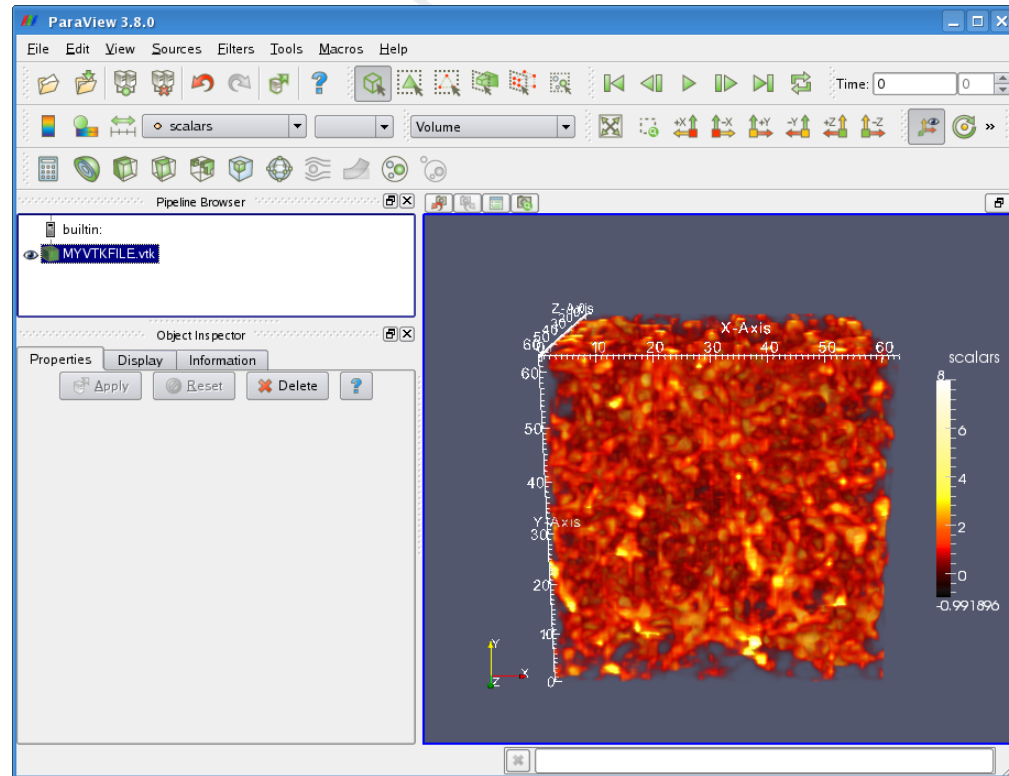 ParaView 3.8.0
File Edit View Sources Filters Tools Macros Help
Time: 0 0
scalars Volume +X -X +Y -Y +Z -Z »
Pipeline Browser
builtin:
MYVTKFILE.vtk
Object Inspector
Properties Display Information
Apply Reset Delete ?
Z-Axis
X-Axis
60 10 20 30 40 50 60
60
50
40
Y-Axis
30
20
10
0
Y
X
Z
scalars
8
6
4
2
0
-0.991896